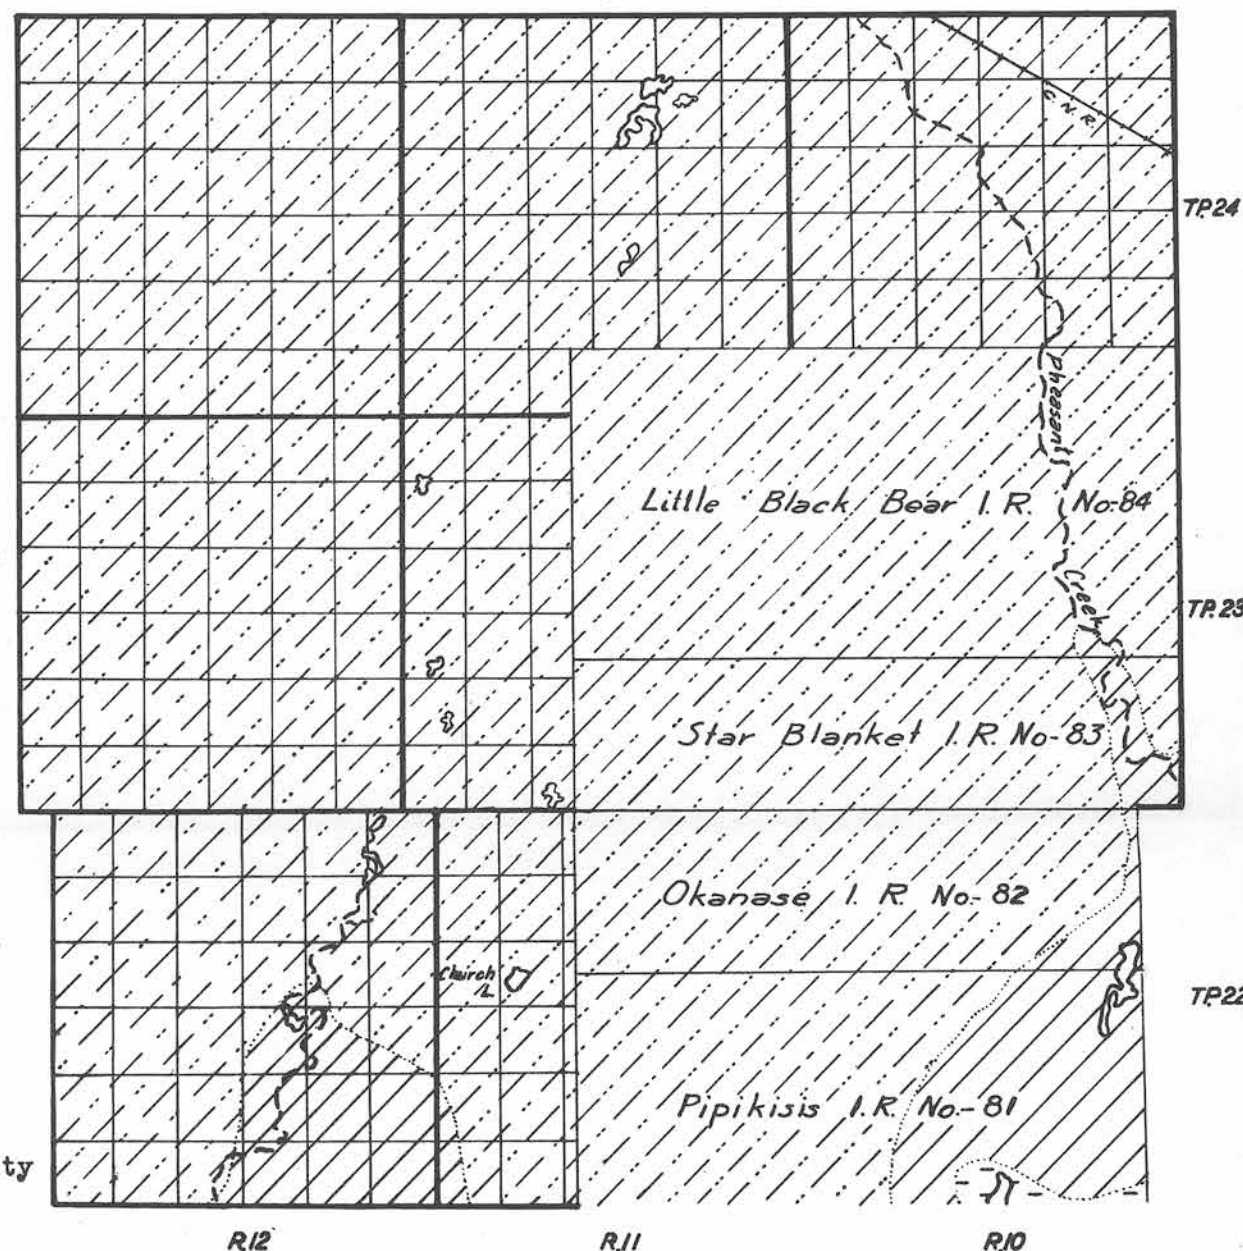 C. N. R.
TP.24
Pheasant
Little Black Bear I. R. No-84
Creek
TP.23
Star Blanket I. R. No-83
Okanase I. R. No-82
Church
L.
TP.22
Pipikisis I. R. No-81
ty
R.12 R.11 R.10